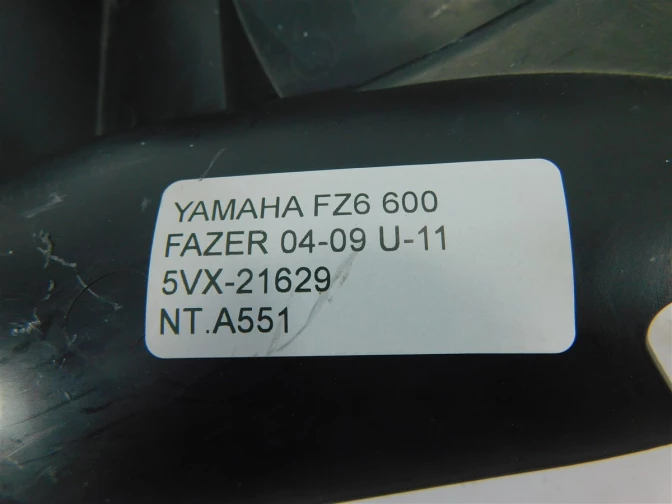 YAMAHA FZ6 600
FAZER 04-09 U-11
5VX-21629
NT.A551